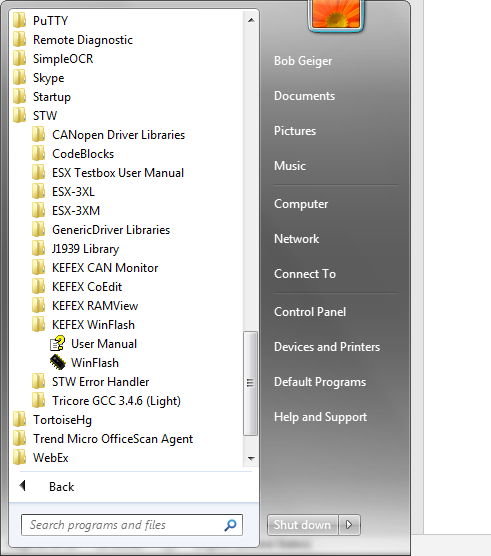 PuTTY
Remote Diagnostic
SimpleOCR
Skype
Startup
STW
CANopen Driver Libraries
CodeBlocks
ESX Testbox User Manual
ESX-3XL
ESX-3XM
GenericDriver Libraries
J1939 Library
KEFEX CAN Monitor
KEFEX CoEdit
KEFEX RAMView
KEFEX WinFlash
User Manual
WinFlash
STW Error Handler
Tricore GCC 3.4.6 (Light)
TortoiseHg
Trend Micro OfficeScan Agent
WebEx
Back
Search programs and files
Bob Geiger
Documents
Pictures
Music
Computer
Network
Connect To
Control Panel
Devices and Printers
Default Programs
Help and Support
Shut down